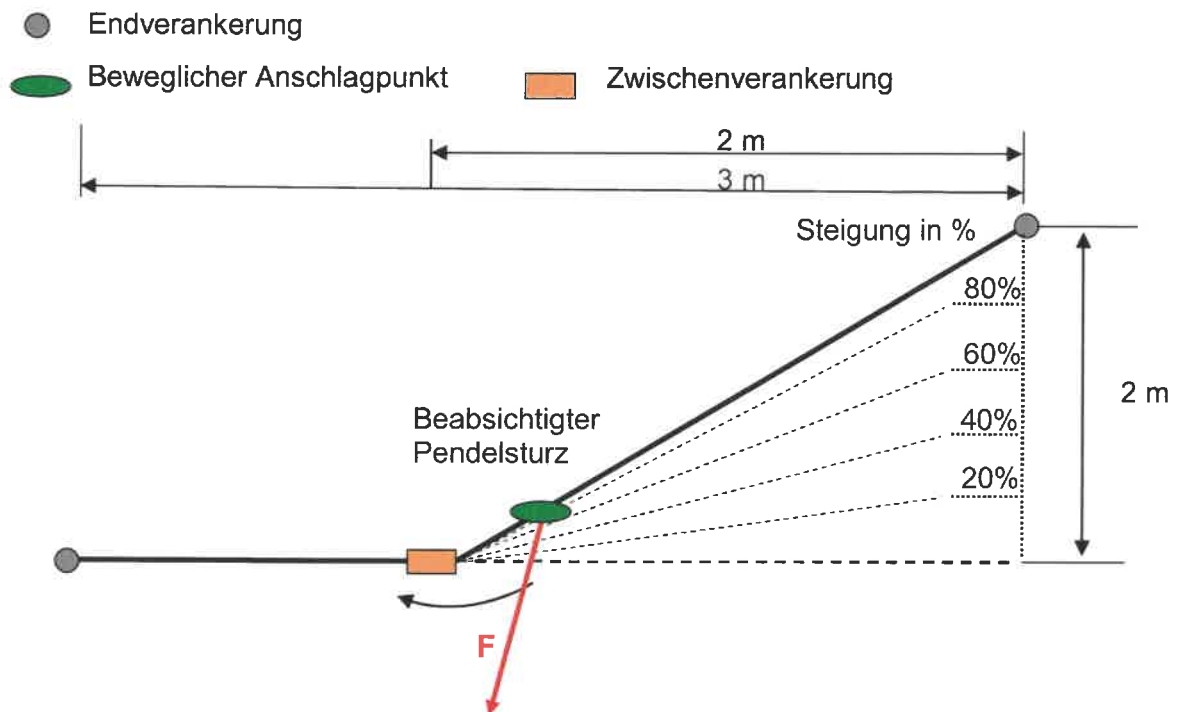 Endverankerung
Beweglicher Anschlagpunkt
Zwischenverankerung
2 m
3 m
Steigung in %
80%
60%
2 m
Beabsichtigter
Pendelsturz
40%
20%
F